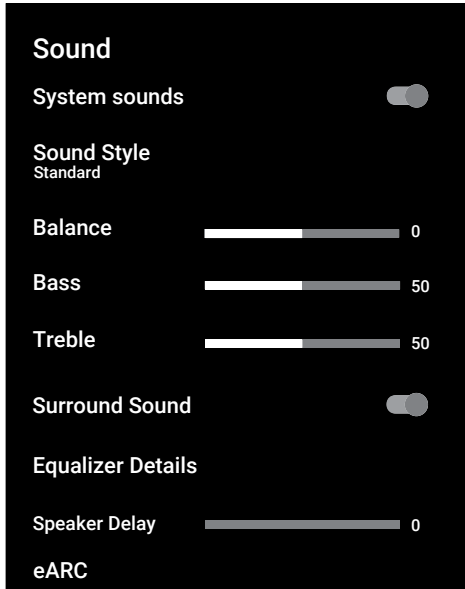 Sound
System sounds
Sound Style
Standard
Balance 0
Bass 50
Treble 50
Surround Sound
Equalizer Details
Speaker Delay 0
eARC